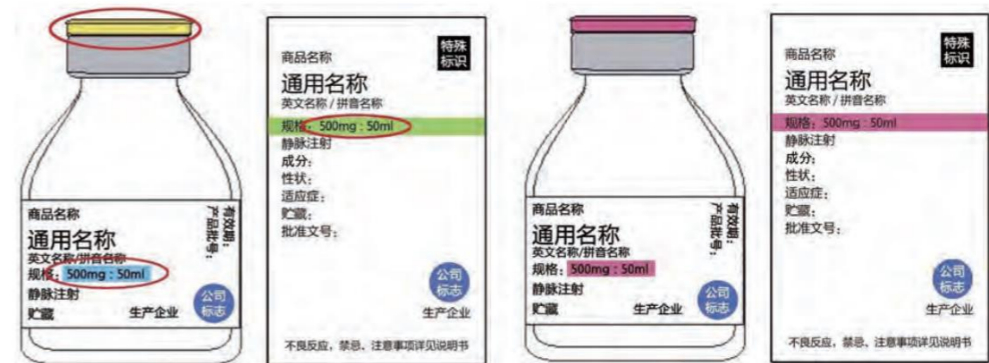 商品名称
通用名称
英文名称/拼音名称
规格：500mg : 50ml
静脉注射
贮藏
生产企业
有效期：
产品批号：
公司
标志
特殊
标识
商品名称
通用名称
英文名称 / 拼音名称
规格：500mg : 50ml
静脉注射
成分：
性状：
适应症：
贮藏：
批准文号：
公司
标志
生产企业
不良反应，禁忌、注意事项详见说明书
商品名称
通用名称
英文名称/拼音名称
规格：500mg : 50ml
静脉注射
贮藏
生产企业
有效期：
产品批号：
公司
标志
特殊
标识
商品名称
通用名称
英文名称 / 拼音名称
规格：500mg : 50ml
静脉注射
成分：
性状：
适应症：
贮藏：
批准文号：
公司
标志
生产企业
不良反应，禁忌、注意事项详见说明书